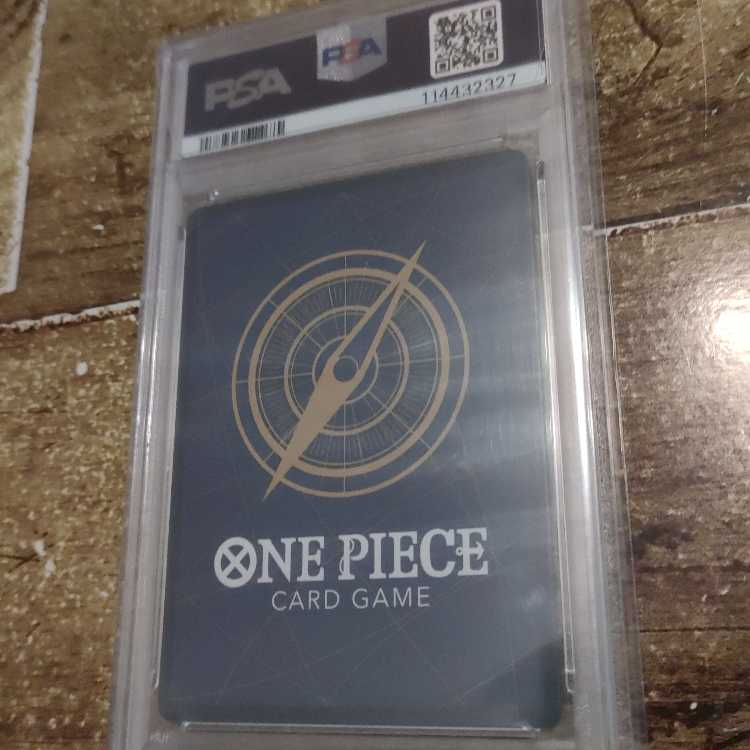 PSA
PSA
114432327
ONE PIECE
CARD GAME